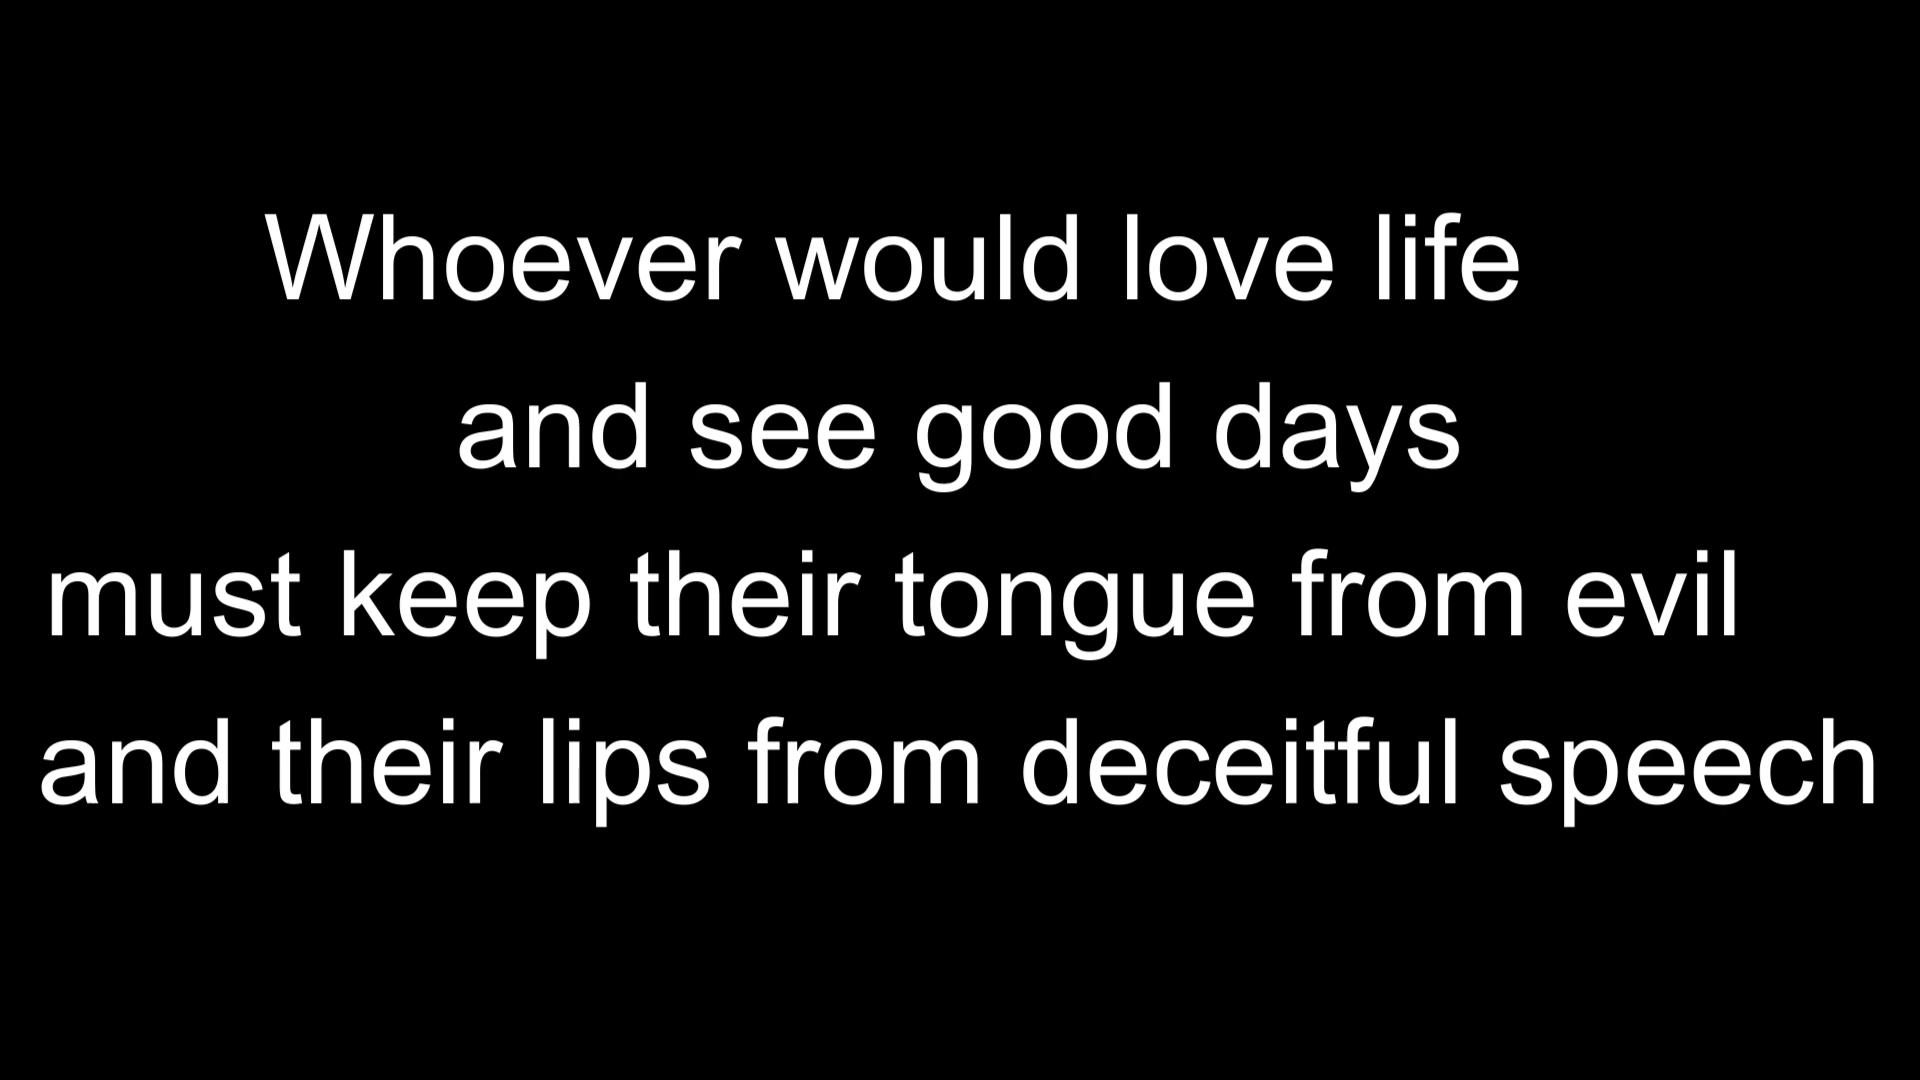 Whoever would love life
and see good days
must keep their tongue from evil
and their lips from deceitful speech